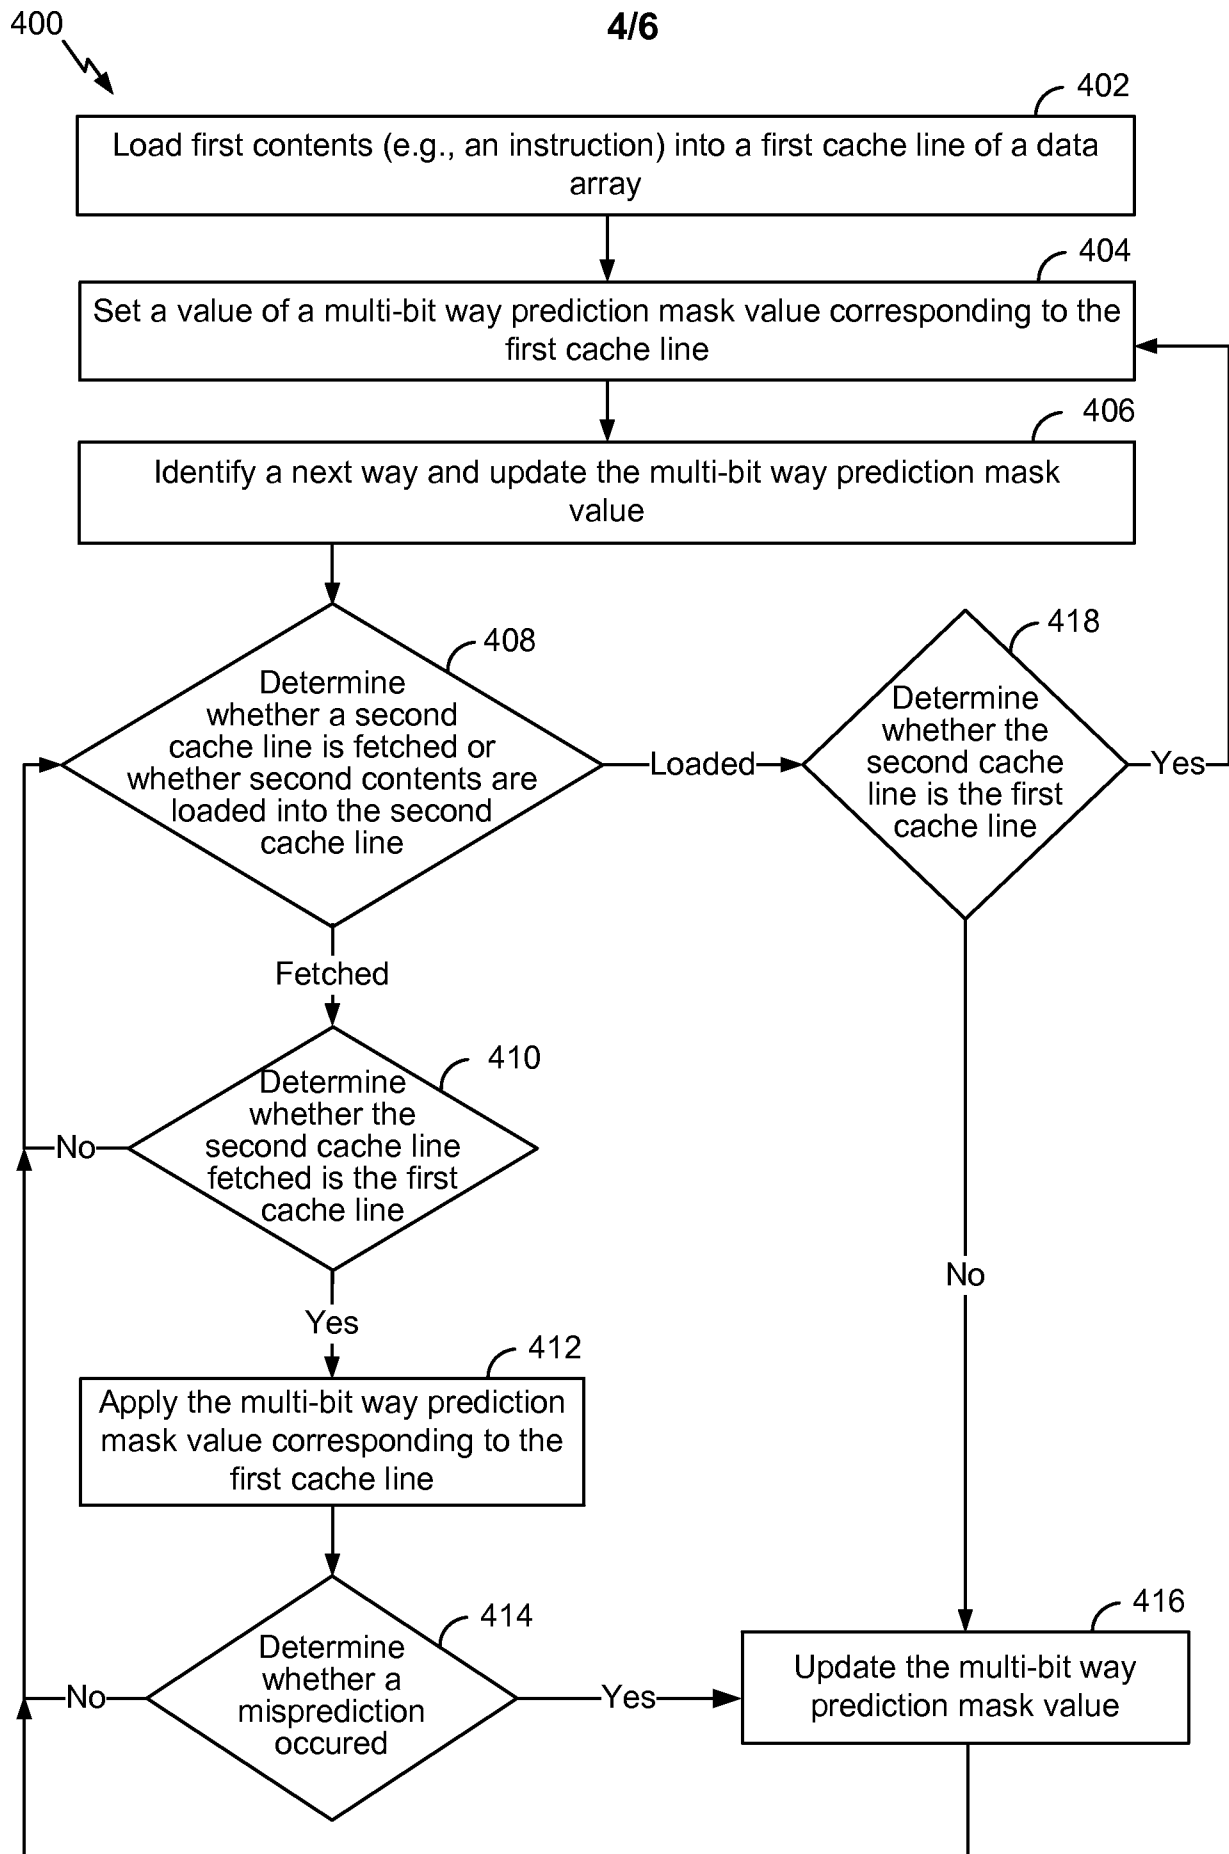 400
4/6
402
Load first contents (e.g., an instruction) into a first cache line of a data
array
404
Set a value of a multi-bit way prediction mask value corresponding to the
first cache line
406
Identify a next way and update the multi-bit way prediction mask
value
408
Determine
whether a second
cache line is fetched or
whether second contents are
loaded into the second
cache line
Loaded
418
Determine
whether the
second cache
line is the first
cache line
Yes
Fetched
410
Determine
whether the
second cache line
fetched is the first
cache line
No
Yes
No
412
Apply the multi-bit way prediction
mask value corresponding to the
first cache line
414
Determine
whether a
misprediction
occured
No
Yes
416
Update the multi-bit way
prediction mask value